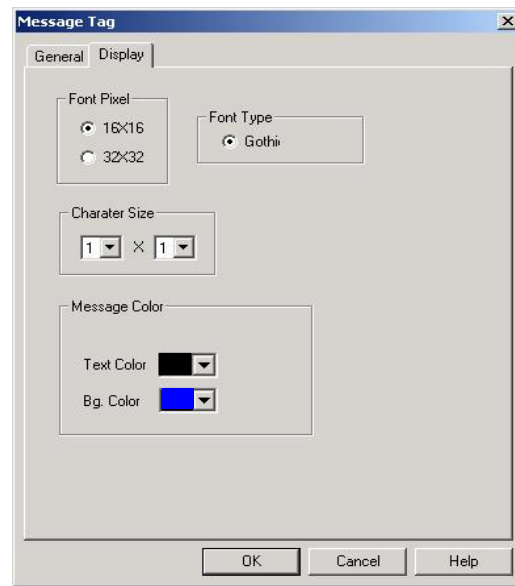 Message Tag
General Display
Font Pixel
16X16
32X32
Font Type
Gothi
Charater Size
1 X 1
Message Color
Text Color
Bg. Color
OK Cancel Help